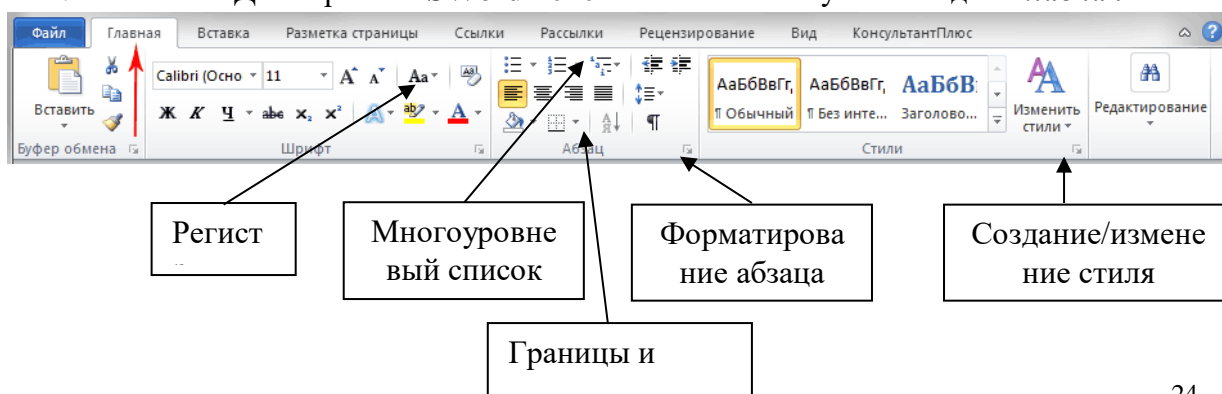 Файл Главная Вставка Разметка страницы Ссылки Рассылки Рецензирование Вид КонсультантПлюс
Calibri (Осно 11 Aa
АаБбВвГг, АаБбВвГг, АаБбВ
Вставить Ж К Ч abc x₂ x² ab A ¶ ¶ Обычный ¶ Без инте... Заголово... Изменить стили Редактирование
Буфер обмена Шрифт Абзац Стили
Регист
Многоуровне
вый список
Форматирова
ние абзаца
Создание/измене
ние стиля
Границы и